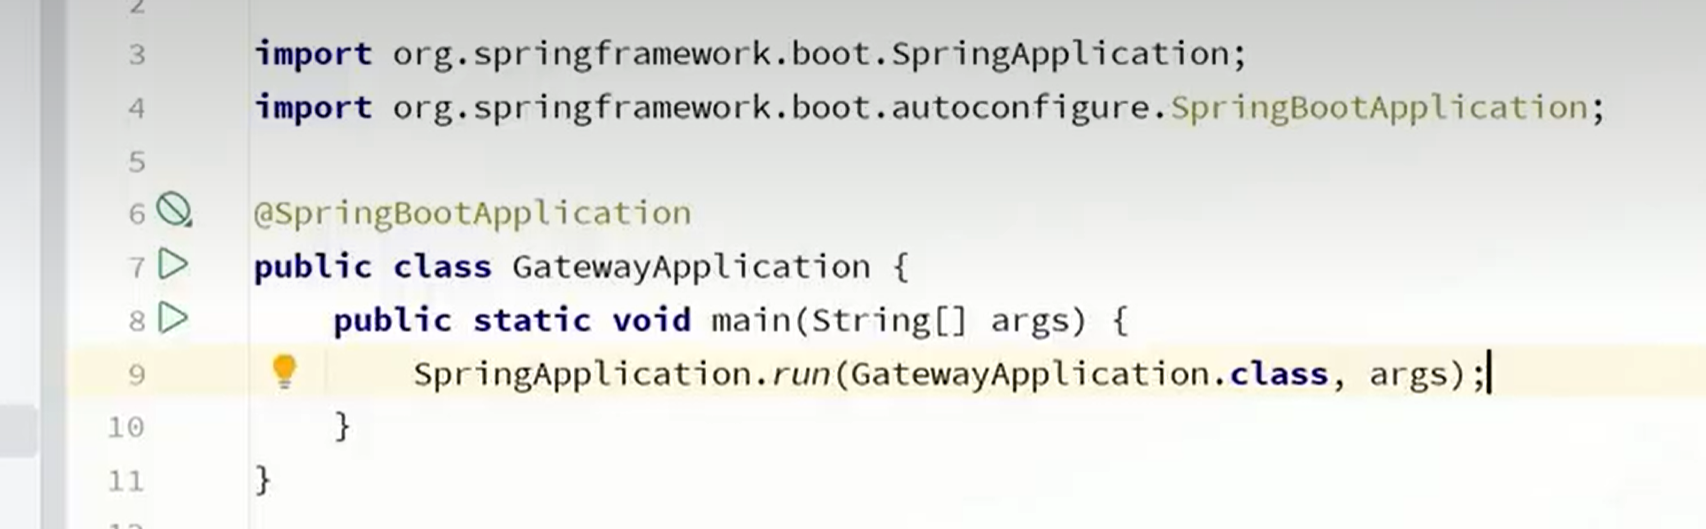 3 import org.springframework.boot.SpringApplication;
4 import org.springframework.boot.autoconfigure.SpringBootApplication;
5
6 @SpringBootApplication
7 public class GatewayApplication {
8     public static void main(String[] args) {
9         SpringApplication.run(GatewayApplication.class, args);
10     }
11 }